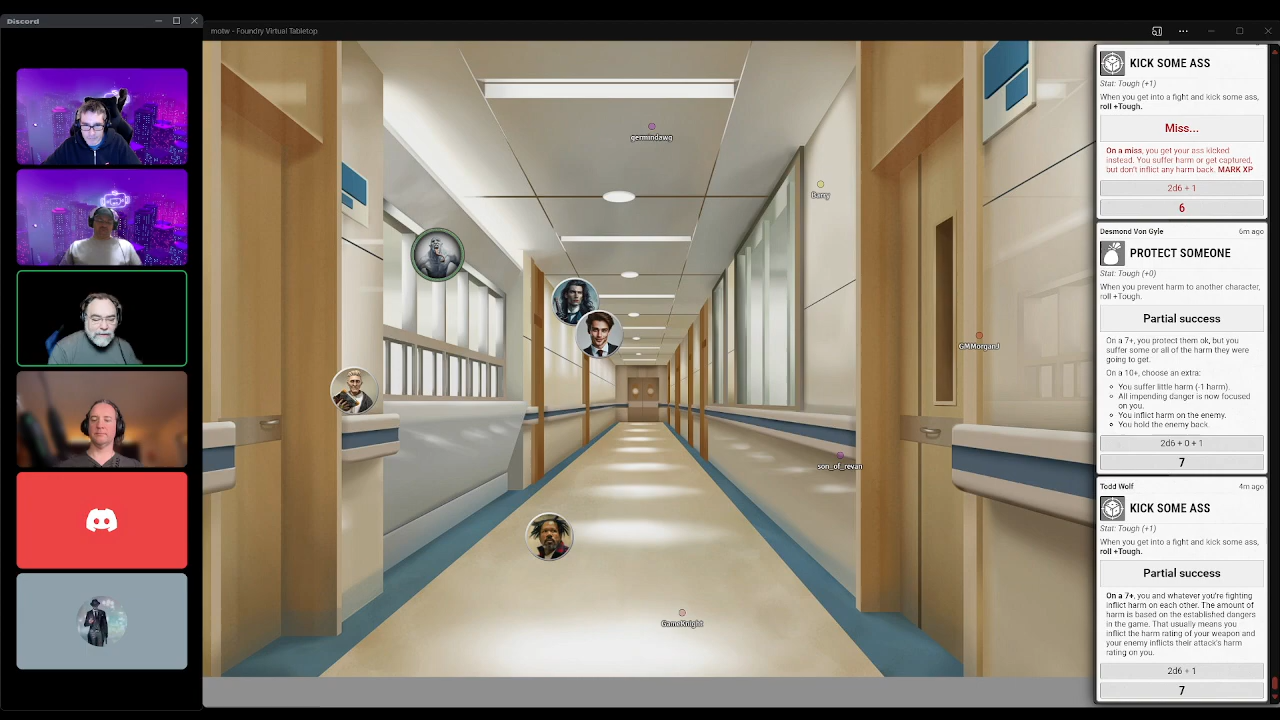 Discord
motw - Foundry Virtual Tabletop
germindawg
Barry
GMMorgan3
son_of_revan
GameKnight
KICK SOME ASS
Stat: Tough (+1)
When you get into a fight and kick some ass,
roll +Tough.
Miss...
On a miss, you get your ass kicked
instead. You suffer harm or get captured,
but don't inflict any harm back. MARK XP
2d6 + 1
6
Desmond Von Gyle 6m ago
PROTECT SOMEONE
Stat: Tough (+0)
When you prevent harm to another character,
roll +Tough.
Partial success
On a 7+, you protect them ok, but you
suffer some or all of the harm they were
going to get.
On a 10+, choose an extra:
You suffer little harm (-1 harm).
All impending danger is now focused
on you.
You inflict harm on the enemy.
You hold the enemy back.
2d6 + 0 + 1
7
Todd Wolf 4m ago
KICK SOME ASS
Stat: Tough (+1)
When you get into a fight and kick some ass,
roll +Tough.
Partial success
On a 7+, you and whatever you're fighting
inflict harm on each other. The amount of
harm is based on the established dangers
in the game. That usually means you
inflict the harm rating of your weapon and
your enemy inflicts their attack's harm
rating on you.
2d6 + 1
7